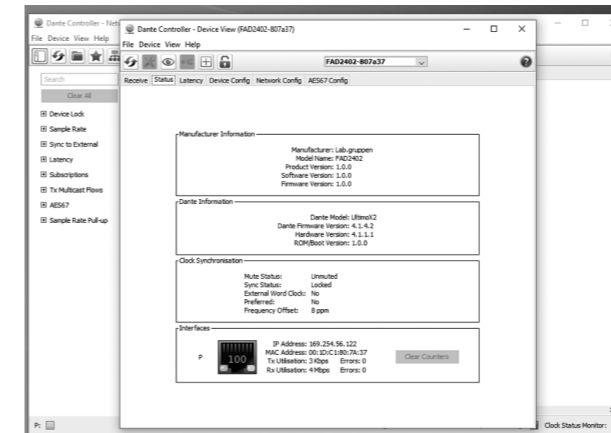 Dante Controller - Net
File Device View Help
Search
Clear All
Device Lock
Sample Rate
Sync to External
Latency
Subscriptions
Tx Multicast Flows
AES67
Sample Rate Pull-up
P:
Dante Controller - Device View (FAD2402-807a37)
File Device View Help
FAD2402-807a37
Receive Status Latency Device Config Network Config AES67 Config
Manufacturer Information
Manufacturer: Lab.gruppen
Model Name: FAD2402
Product Version: 1.0.0
Software Version: 1.0.0
Firmware Version: 1.0.0
Dante Information
Dante Model: UltimoX2
Dante Firmware Version: 4.1.4.2
Hardware Version: 4.1.1.1
ROM/Boot Version: 1.0.0
Clock Synchronisation
Mute Status: Unmuted
Sync Status: Locked
External Word Clock: No
Preferred: No
Frequency Offset: 8 ppm
Interfaces
P
100
IP Address: 169.254.56.122
MAC Address: 00:1D:C1:80:7A:37
Tx Utilisation: 3 Kbps Errors: 0
Rx Utilisation: 4 Mbps Errors: 0
Clear Counters
Clock Status Monitor: